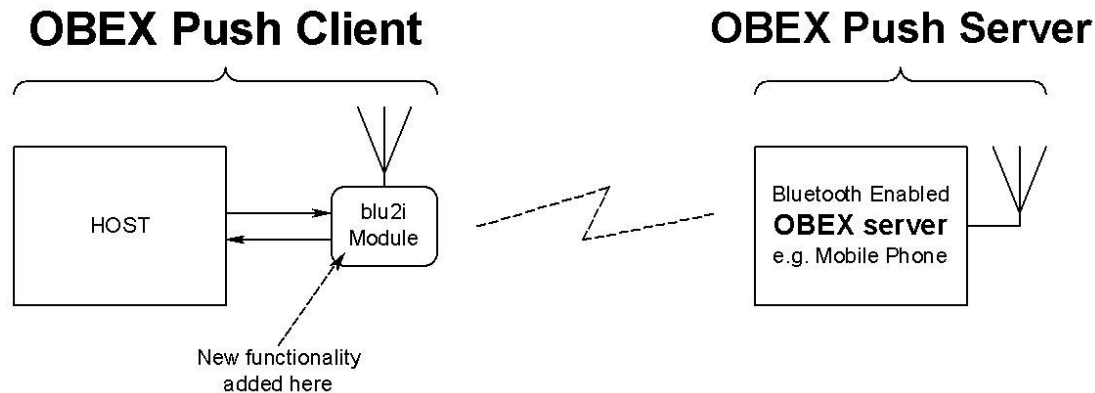 OBEX Push Client
OBEX Push Server
HOST
blu2i
Module
Bluetooth Enabled
OBEX server
e.g. Mobile Phone
New functionality
added here